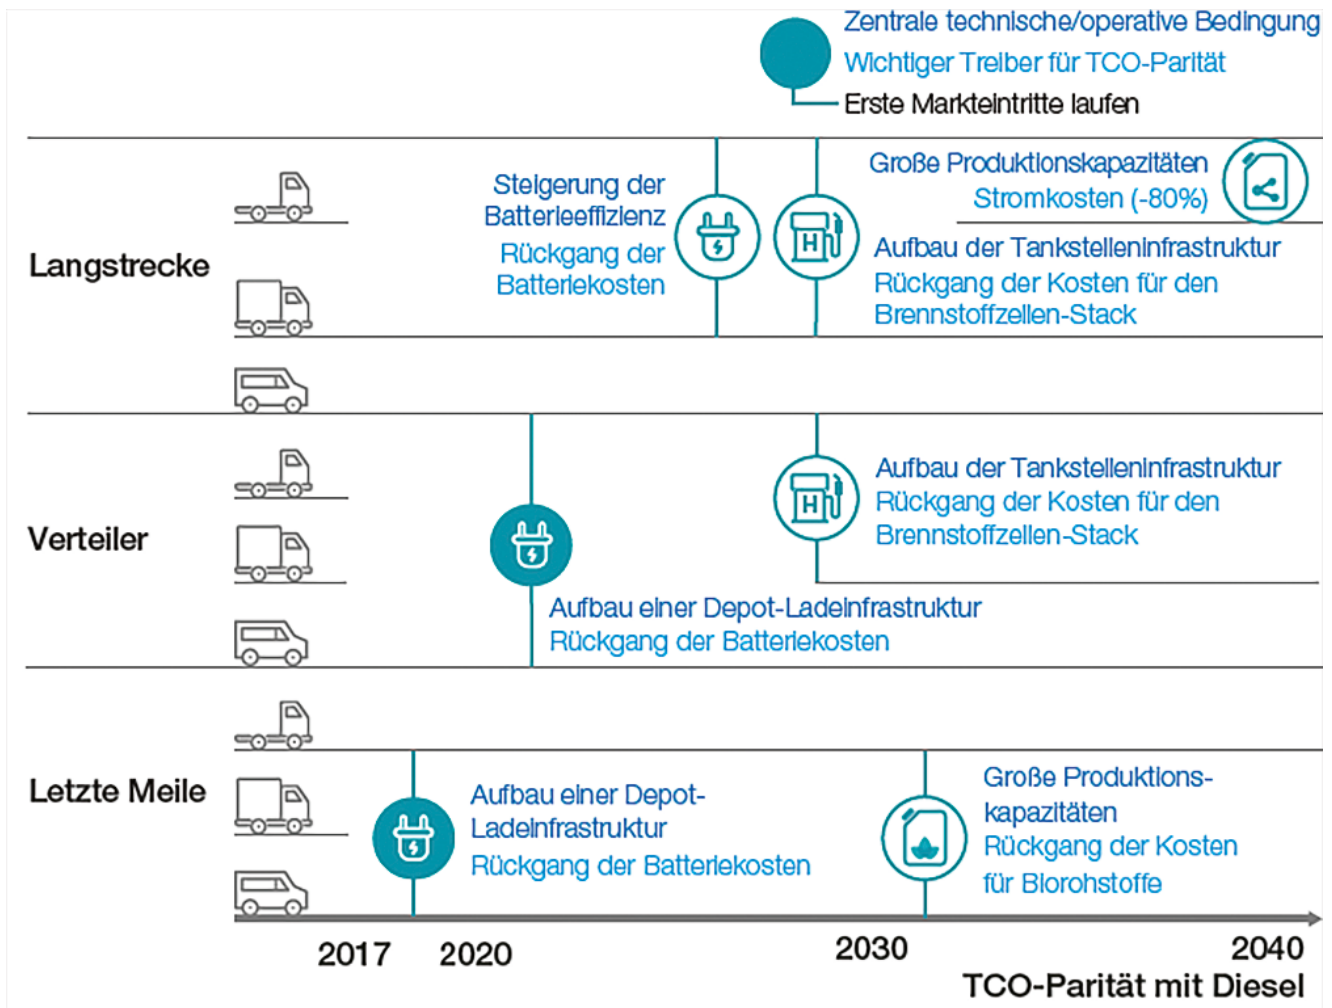 Zentrale technische/operative Bedingung
Wichtiger Treiber für TCO-Parität
Erste Markteintritte laufen
Langstrecke
Steigerung der
Batterieeffizienz
Rückgang der
Batteriekosten
H
Große Produktionskapazitäten
Stromkosten (-80%)
Aufbau der Tankstelleninfrastruktur
Rückgang der Kosten für den
Brennstoffzellen-Stack
Verteiler
H
Aufbau der Tankstelleninfrastruktur
Rückgang der Kosten für den
Brennstoffzellen-Stack
Aufbau einer Depot-Ladeinfrastruktur
Rückgang der Batteriekosten
Letzte Meile
Aufbau einer Depot-
Ladeinfrastruktur
Rückgang der Batteriekosten
Große Produktions-
kapazitäten
Rückgang der Kosten
für Biorohstoffe
2017 2020 2030 2040
TCO-Parität mit Diesel